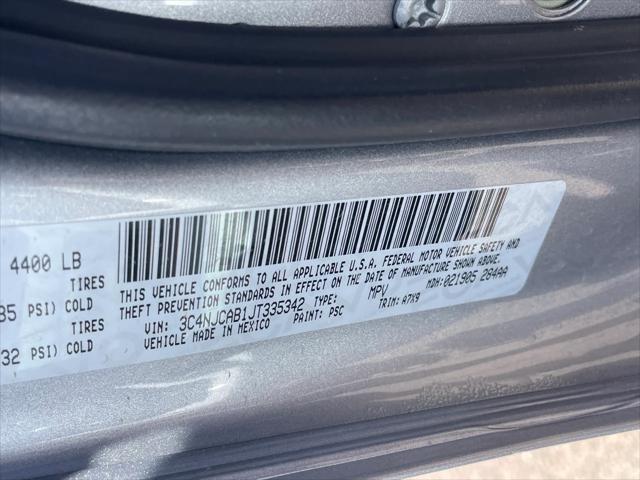 4400 LB
TIRES
35 PSI) COLD
TIRES
32 PSI) COLD
THIS VEHICLE CONFORMS TO ALL APPLICABLE U.S.A. FEDERAL MOTOR VEHICLE SAFETY AND
THEFT PREVENTION STANDARDS IN EFFECT ON THE DATE OF MANUFACTURE SHOWN ABOVE.
VIN: 3C4NJCAB1JT335342 TYPE: MPV MDH:021905 284AA
VEHICLE MADE IN MEXICO PAINT: PSC TRIM: A7X9